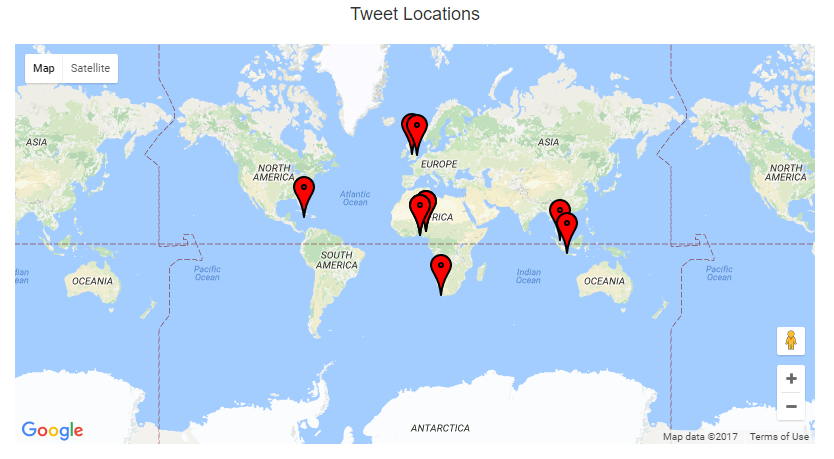 Tweet Locations
Map
Satellite
ASIA
NORTH
AMERICA
EUROPE
ASIA
NORTH
AMERICA
Atlantic
Ocean
RICA
SOUTH
AMERICA
Pacific
Ocean
Indian
Ocean
Pacific
Ocean
OCEANIA
OCEANIA
ANTARCTICA
Google
Map data ©2017
Terms of Use